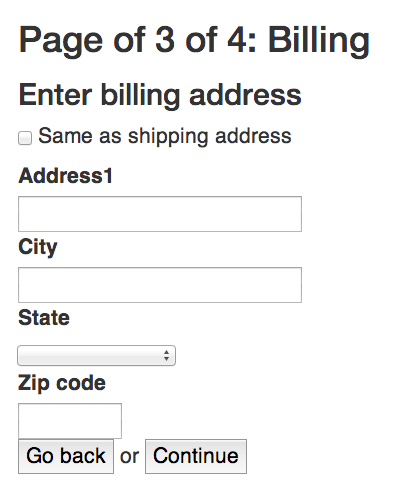 Page of 3 of 4: Billing
Enter billing address
Same as shipping address
Address1
City
State
Zip code
Go back or Continue